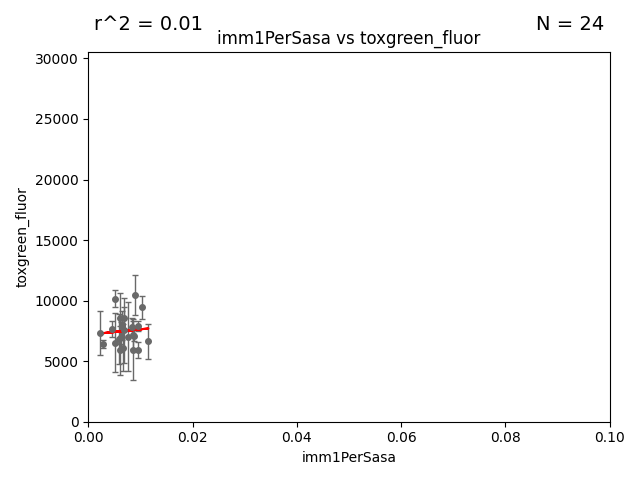 r^2 = 0.01
N = 24
imm1PerSasa vs toxgreen_fluor
30000
25000
20000
15000
10000
5000
0
toxgreen_fluor
0.00 0.02 0.04 0.06 0.08 0.10
imm1PerSasa